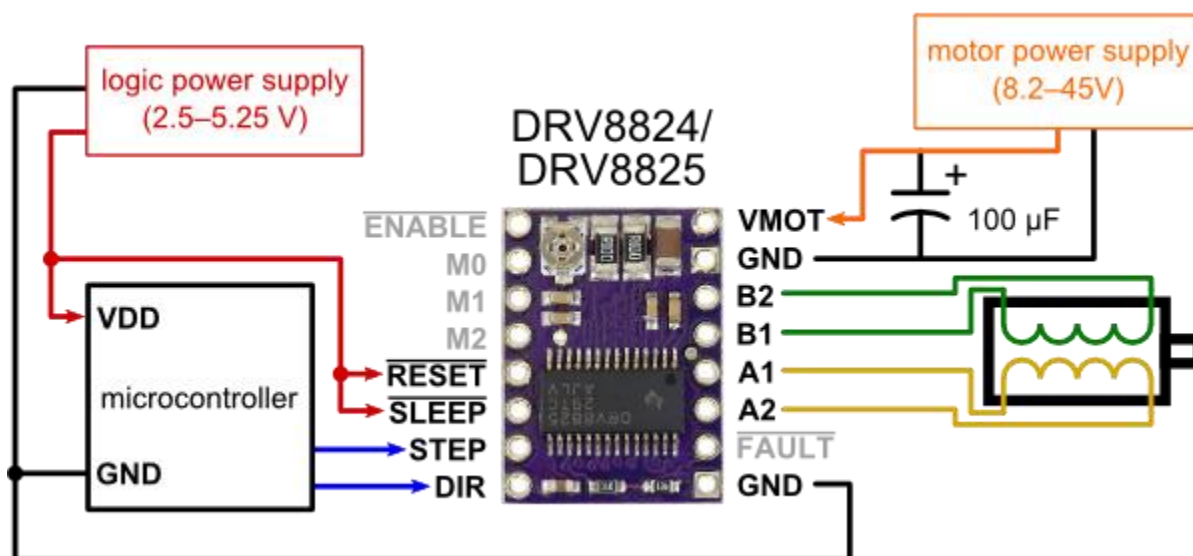 logic power supply
(2.5–5.25 V)
motor power supply
(8.2–45V)
DRV8824/
DRV8825
+
100 µF
ENABLE
M0
M1
M2
RESET
SLEEP
STEP
DIR
VMOT
GND
B2
B1
A1
A2
FAULT
GND
VDD
microcontroller
GND
DRV8825